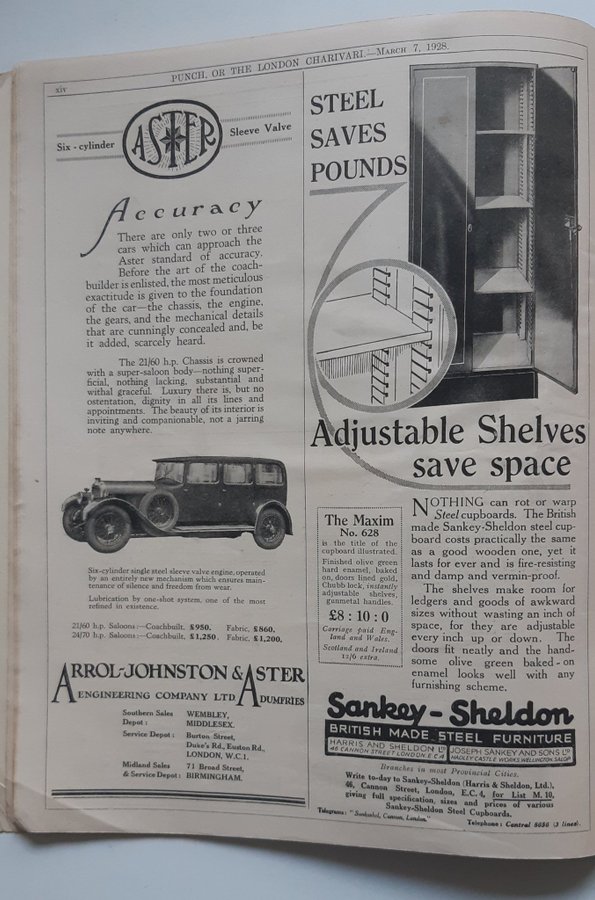 xiv
PUNCH, OR THE LONDON CHARIVARI.—MARCH 7, 1928.
Six-cylinder
ASTER
Sleeve Valve
Accuracy
There are only two or three
cars which can approach the
Aster standard of accuracy.
Before the art of the coach-
builder is enlisted, the most meticulous
exactitude is given to the foundation
of the car—the chassis, the engine,
the gears, and the mechanical details
that are cunningly concealed and, be
it added, scarcely heard.
The 21/60 h.p. Chassis is crowned
with a super-saloon body—nothing super-
ficial, nothing lacking, substantial and
withal graceful. Luxury there is, but no
ostentation, dignity in all its lines and
appointments. The beauty of its interior is
inviting and companionable, not a jarring
note anywhere.
Six-cylinder single steel sleeve valve engine, operated
by an entirely new mechanism which ensures main-
tenance of silence and freedom from wear.
Lubrication by one-shot system, one of the most
refined in existence.
21/60 h.p. Saloons:—Coachbuilt, £950. Fabric, £860.
24/70 h.p. Saloons:—Coachbuilt, £1,280. Fabric, £1,200.
ARROL-JOHNSTON & ASTER
ENGINEERING COMPANY LTD DUMFRIES
Southern Sales Depot: WEMBLEY, MIDDLESEX.
Service Depot: Burton Street,
Duke's Rd., Euston Rd.,
LONDON, W.C.1.
Midland Sales & Service Depot: 71 Broad Street, BIRMINGHAM.
STEEL
SAVES
POUNDS
Adjustable Shelves
save space
The Maxim
No. 628
is the title of the
cupboard illustrated.
Finished olive green
hard enamel, baked
on, doors lined gold,
Chubb lock, instantly
adjustable shelves,
gunmetal handles.
£8 : 10 : 0
Carriage paid Eng-
land and Wales.
Scotland and Ireland
12/6 extra.
NOTHING can rot or warp
Steel cupboards. The British
made Sankey-Sheldon steel cup-
board costs practically the same
as a good wooden one, yet it
lasts for ever and is fire-resisting
and damp and vermin-proof.
The shelves make room for
ledgers and goods of awkward
sizes without wasting an inch of
space, for they are adjustable
every inch up or down. The
doors fit neatly and the hand-
some olive green baked-on
enamel looks well with any
furnishing scheme.
Sankey-Sheldon
BRITISH MADE STEEL FURNITURE
HARRIS AND SHELDON LTD
46 CANNON STREET LONDON E.C.4
JOSEPH SANKEY AND SONS LTD
HADLEY CASTLE WORKS WELLINGTON SALOP
Branches in most Provincial Cities.
Write to-day to Sankey-Sheldon (Harris & Sheldon, Ltd.),
46, Cannon Street, London, E.C.4, for List M.10,
giving full specification, sizes and prices of various
Sankey-Sheldon Steel Cupboards.
Telegrams: " Cannon, London."
Telephone: Central (3 lines).